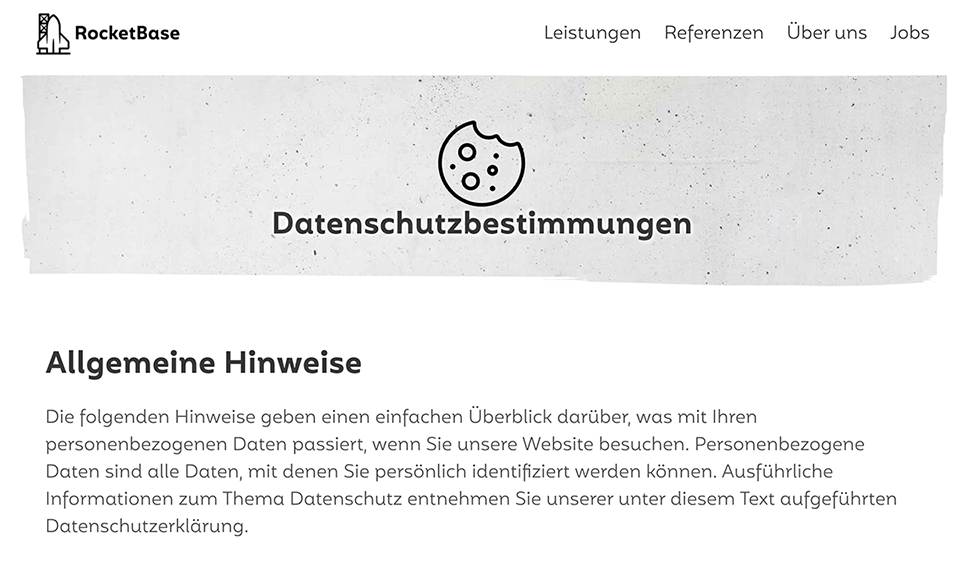 RocketBase
Leistungen Referenzen Über uns Jobs
Datenschutzbestimmungen
Allgemeine Hinweise
Die folgenden Hinweise geben einen einfachen Überblick darüber, was mit Ihren
personenbezogenen Daten passiert, wenn Sie unsere Website besuchen. Personenbezogene
Daten sind alle Daten, mit denen Sie persönlich identifiziert werden können. Ausführliche
Informationen zum Thema Datenschutz entnehmen Sie unserer unter diesem Text aufgeführten
Datenschutzerklärung.